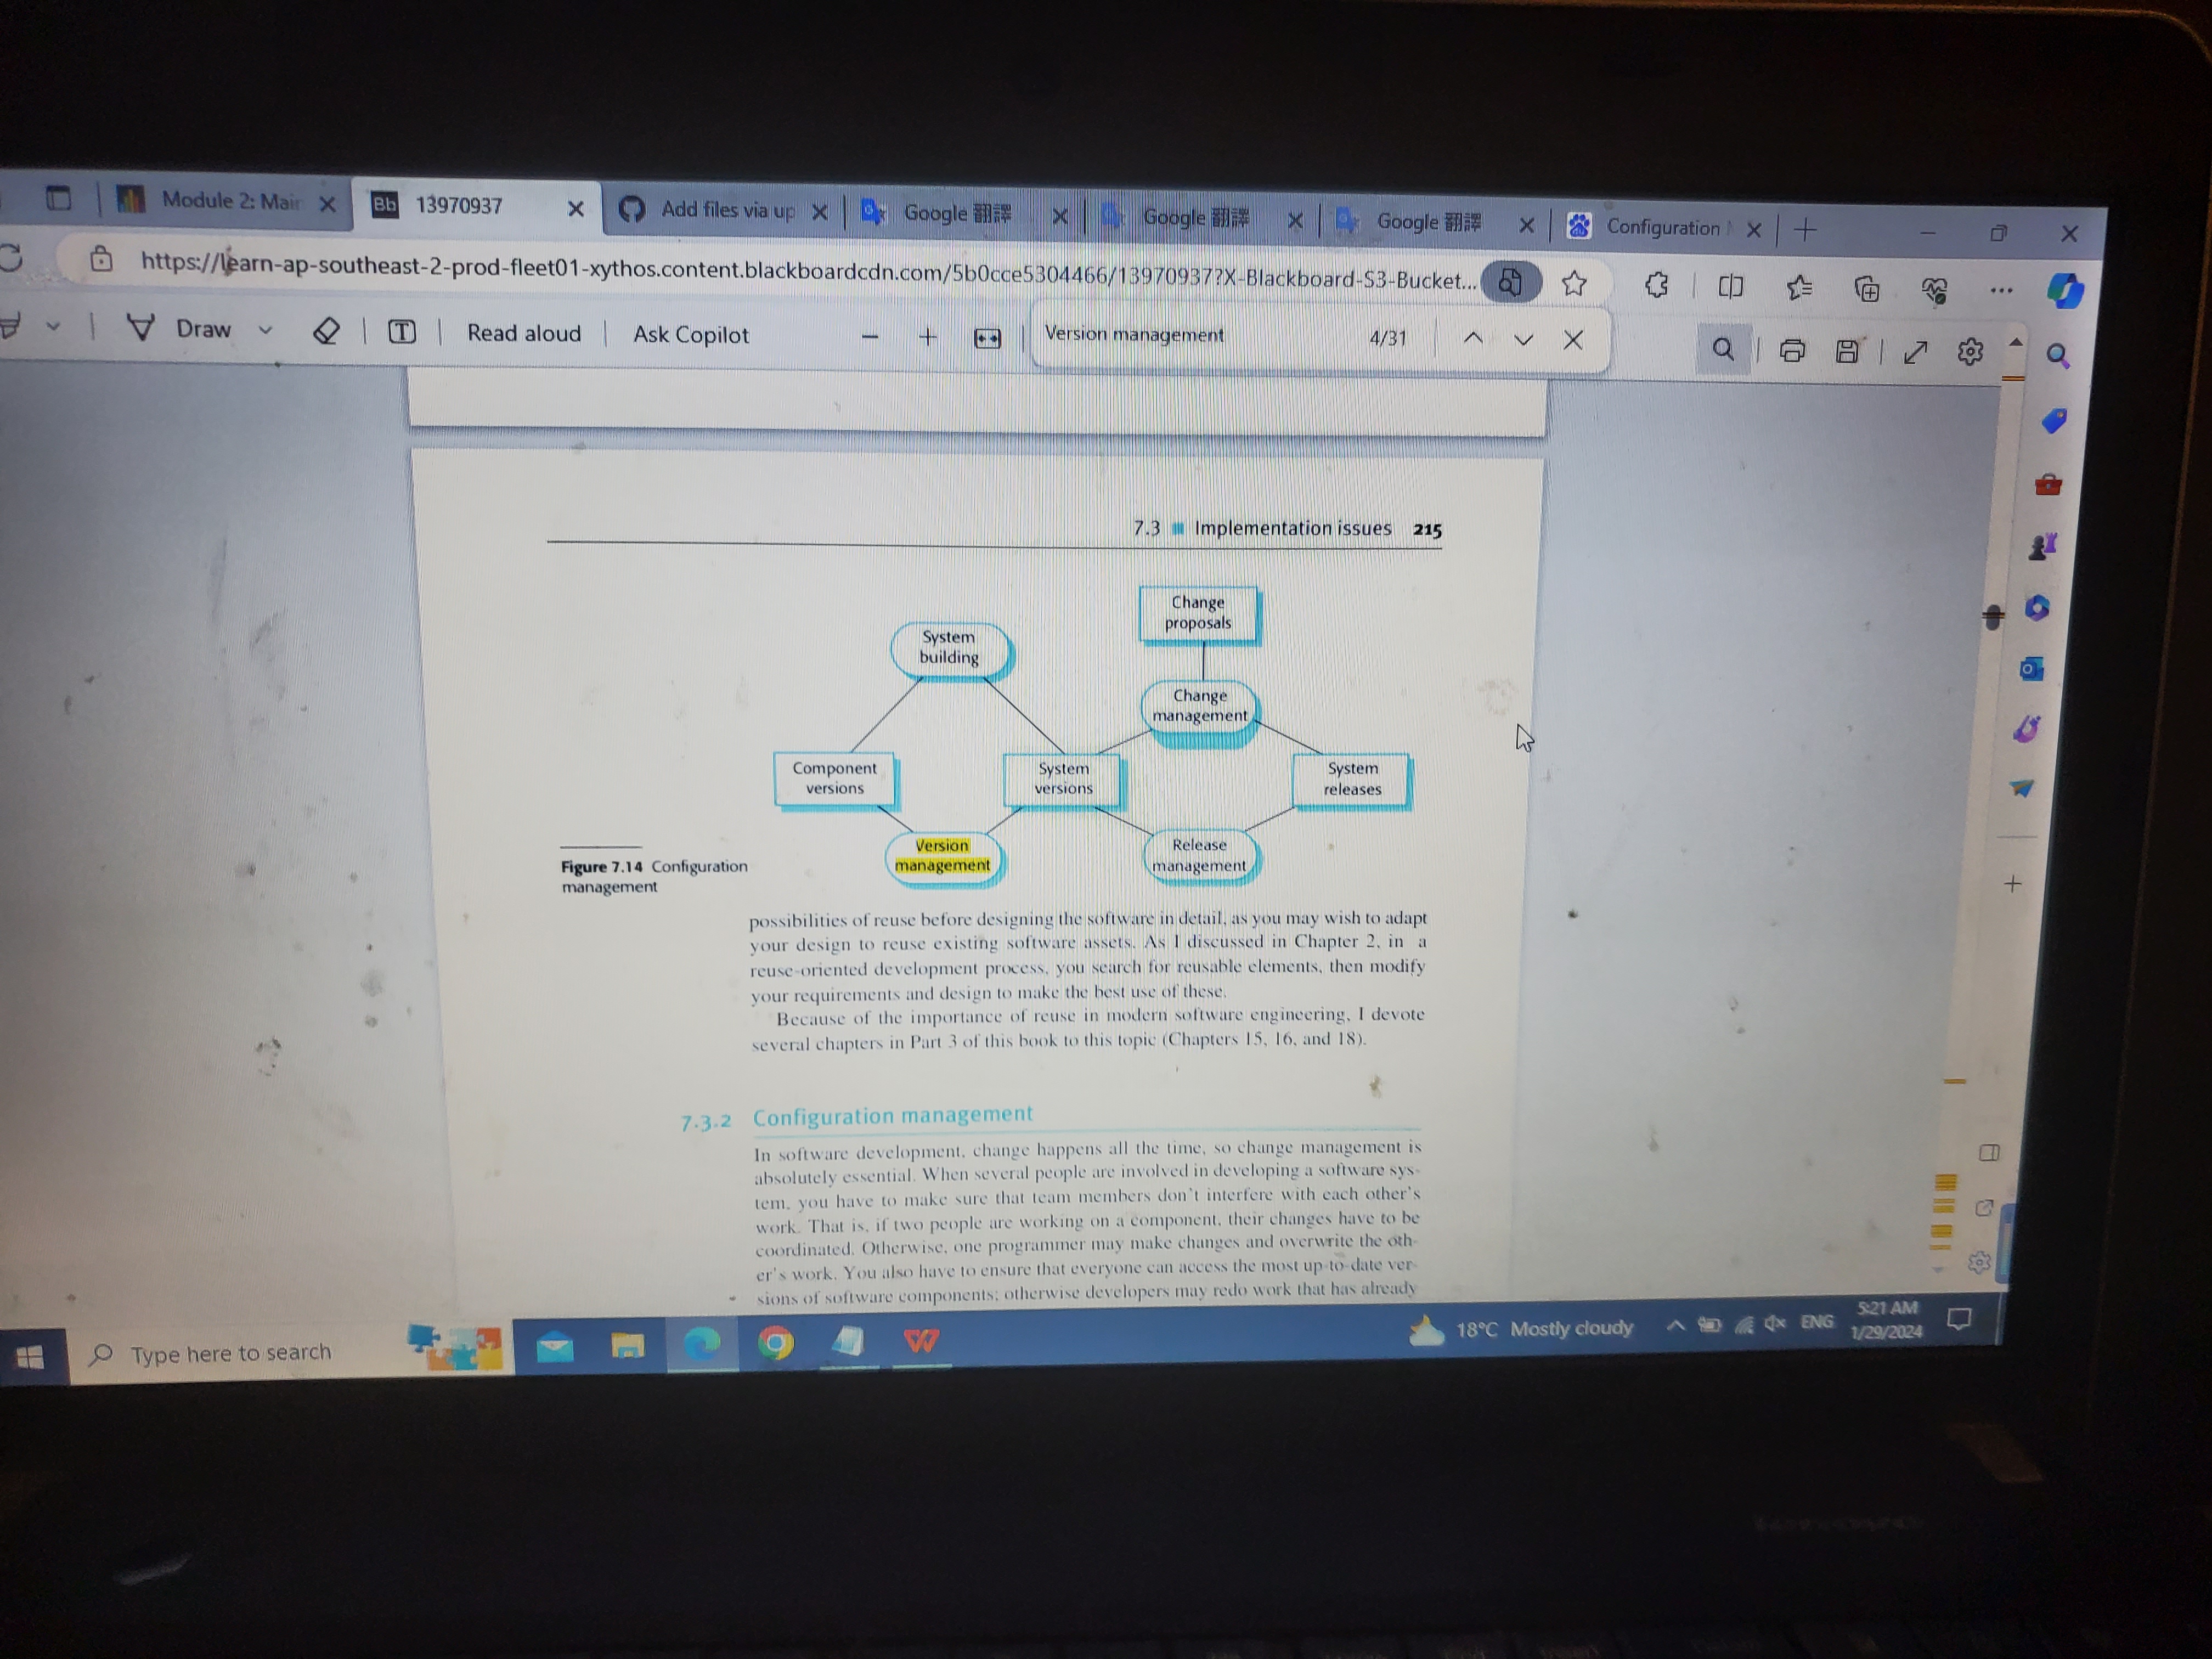 Module 2: Mair
13970937
Add files via up
Google 翻譯
Google 翻譯
Google 翻譯
Configuration
https://learn-ap-southeast-2-prod-fleet01-xythos.content.blackboardcdn.com/5b0cce5304466/13970937?X-Blackboard-S3-Bucket...
Draw
Read aloud
Ask Copilot
Version management
4/31
7.3 Implementation issues 215
Change
proposals
System
building
Change
management
Component
versions
System
versions
System
releases
Version
management
Release
management
Figure 7.14 Configuration
management
possibilities of reuse before designing the software in detail, as you may wish to adapt
your design to reuse existing software assets. As I discussed in Chapter 2, in a
reuse-oriented development process, you search for reusable elements, then modify
your requirements and design to make the best use of these.
Because of the importance of reuse in modern software engineering, I devote
several chapters in Part 3 of this book to this topic (Chapters 15, 16, and 18).
7.3.2 Configuration management
In software development, change happens all the time, so change management is
absolutely essential. When several people are involved in developing a software sys-
tem, you have to make sure that team members don't interfere with each other's
work. That is, if two people are working on a component, their changes have to be
coordinated. Otherwise, one programmer may make changes and overwrite the oth-
er's work. You also have to ensure that everyone can access the most up-to-date ver-
sions of software components; otherwise developers may redo work that has already
Type here to search
18°C Mostly cloudy
ENG
5:21 AM
1/29/2024